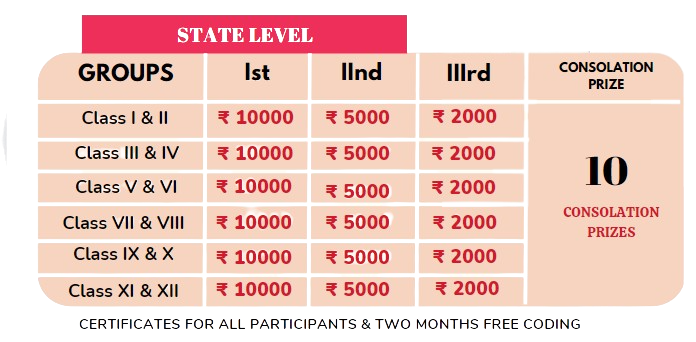 STATE LEVEL
GROUPS Ist IInd IIIrd CONSOLATION
PRIZE
Class I & II ₹ 10000 ₹ 5000 ₹ 2000
Class III & IV ₹ 10000 ₹ 5000 ₹ 2000
Class V & VI ₹ 10000 ₹ 5000 ₹ 2000
Class VII & VIII ₹ 10000 ₹ 5000 ₹ 2000
Class IX & X ₹ 10000 ₹ 5000 ₹ 2000
Class XI & XII ₹ 10000 ₹ 5000 ₹ 2000
10
CONSOLATION
PRIZES
CERTIFICATES FOR ALL PARTICIPANTS & TWO MONTHS FREE CODING